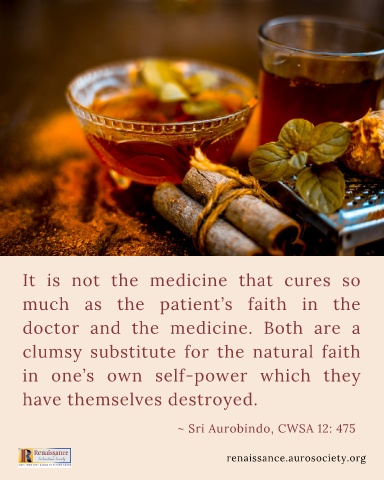 It is not the medicine that cures so
much as the patient's faith in the
doctor and the medicine. Both are a
clumsy substitute for the natural faith
in one's own self-power which they
have themselves destroyed.
~ Sri Aurobindo, CWSA 12: 475
Renaissance
renaissance.aurosociety.org